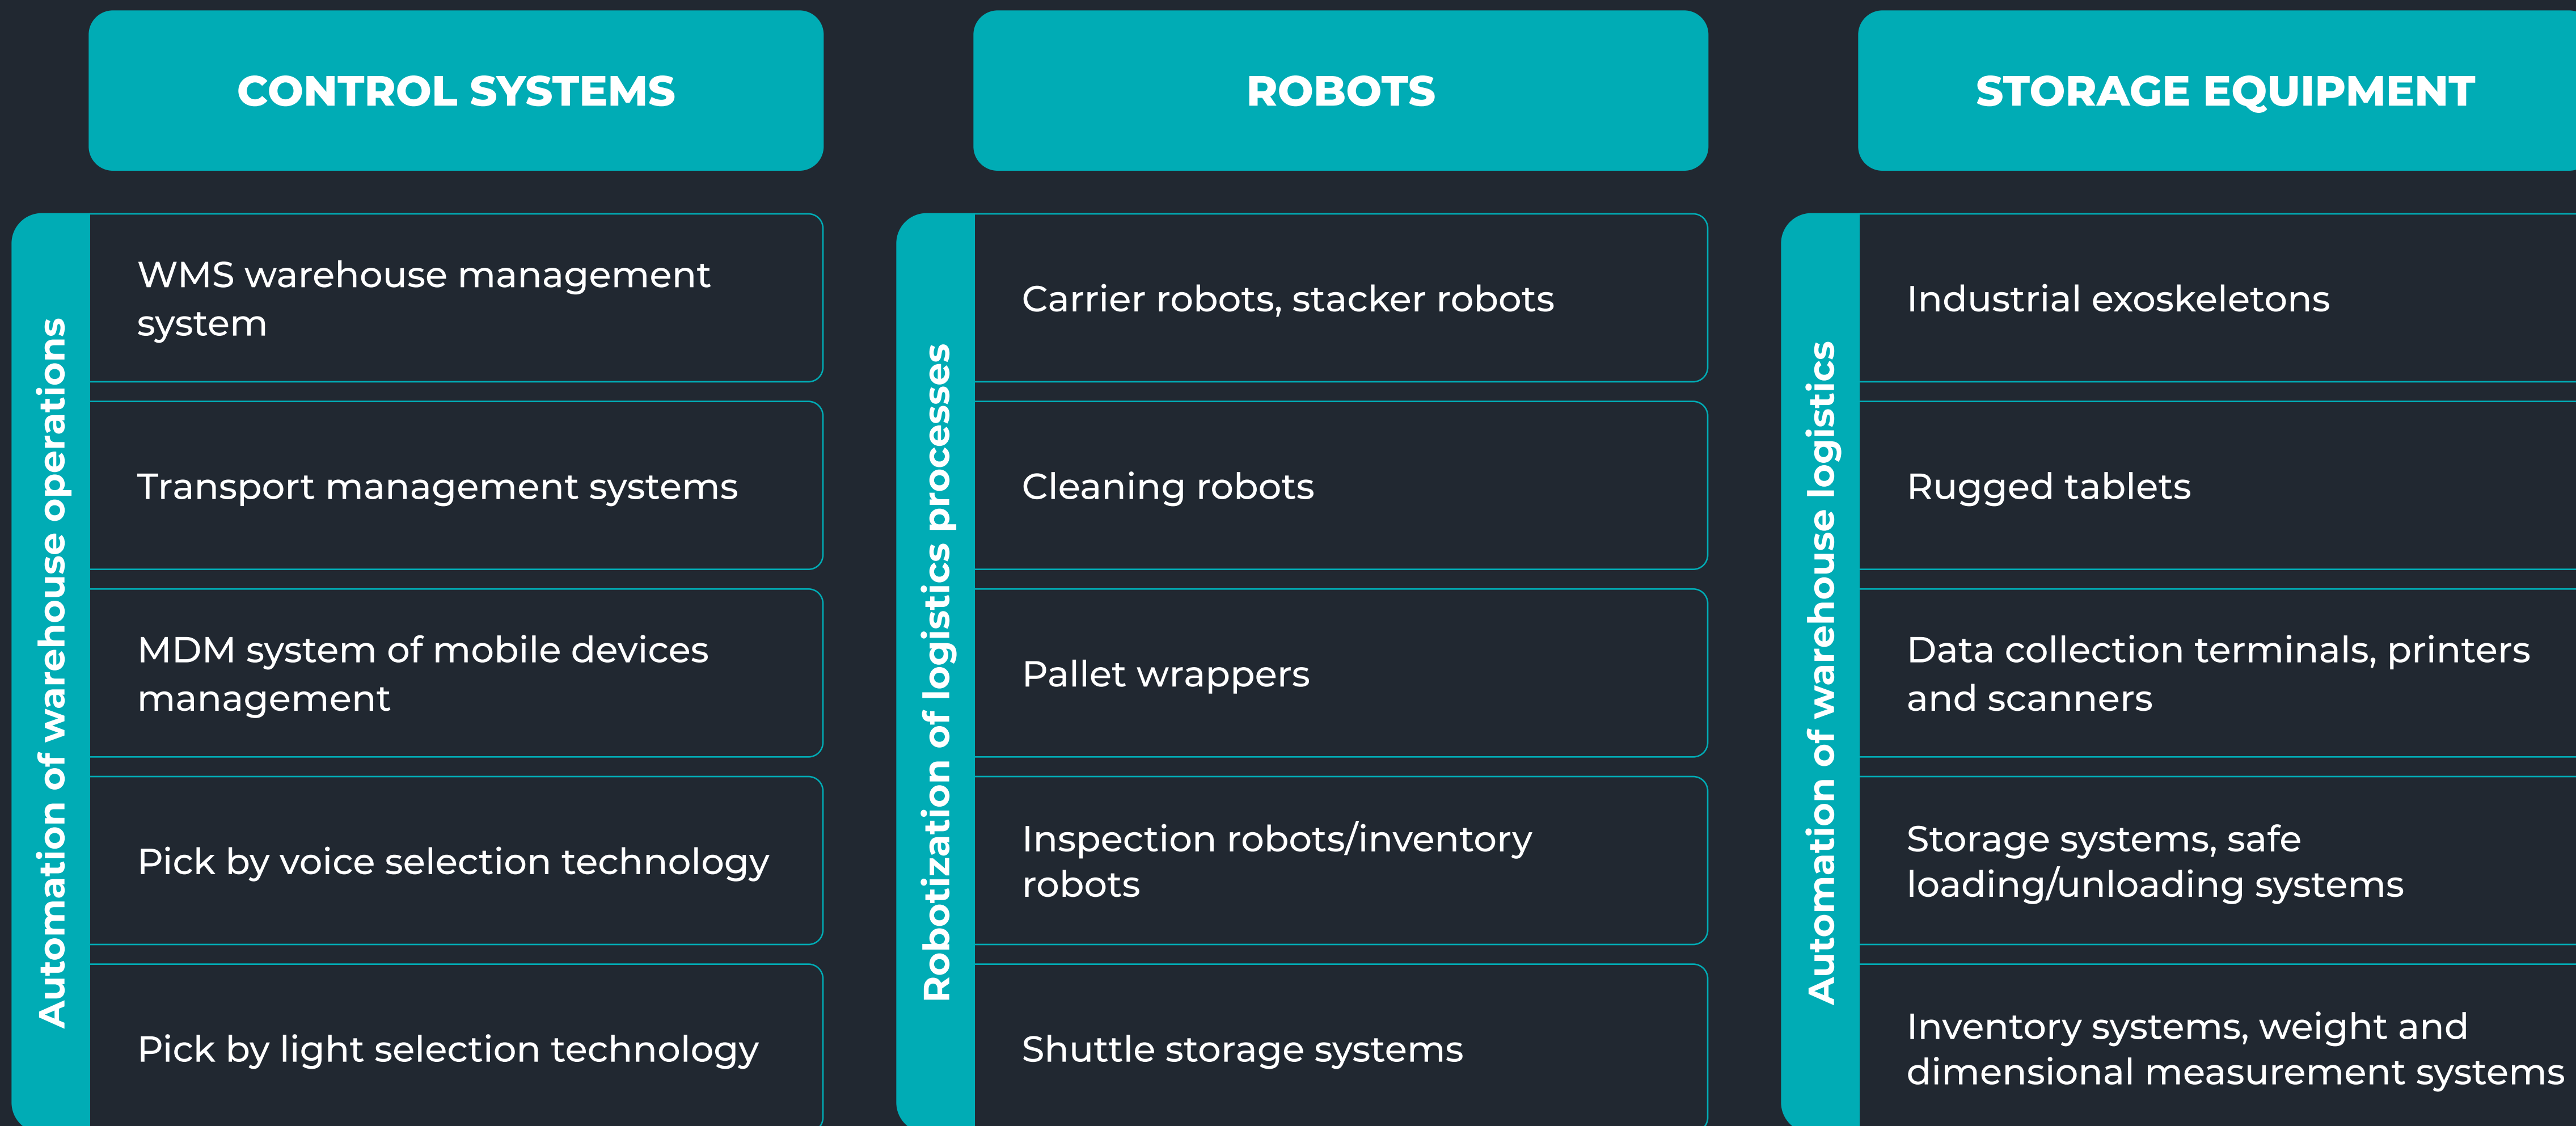 CONTROL SYSTEMS
Automation of warehouse operations
WMS warehouse management
system
Transport management systems
MDM system of mobile devices
management
Pick by voice selection technology
Pick by light selection technology
ROBOTS
Robotization of logistics processes
Carrier robots, stacker robots
Cleaning robots
Pallet wrappers
Inspection robots/inventory
robots
Shuttle storage systems
STORAGE EQUIPMENT
Automation of warehouse logistics
Industrial exoskeletons
Rugged tablets
Data collection terminals, printers
and scanners
Storage systems, safe
loading/unloading systems
Inventory systems, weight and
dimensional measurement systems